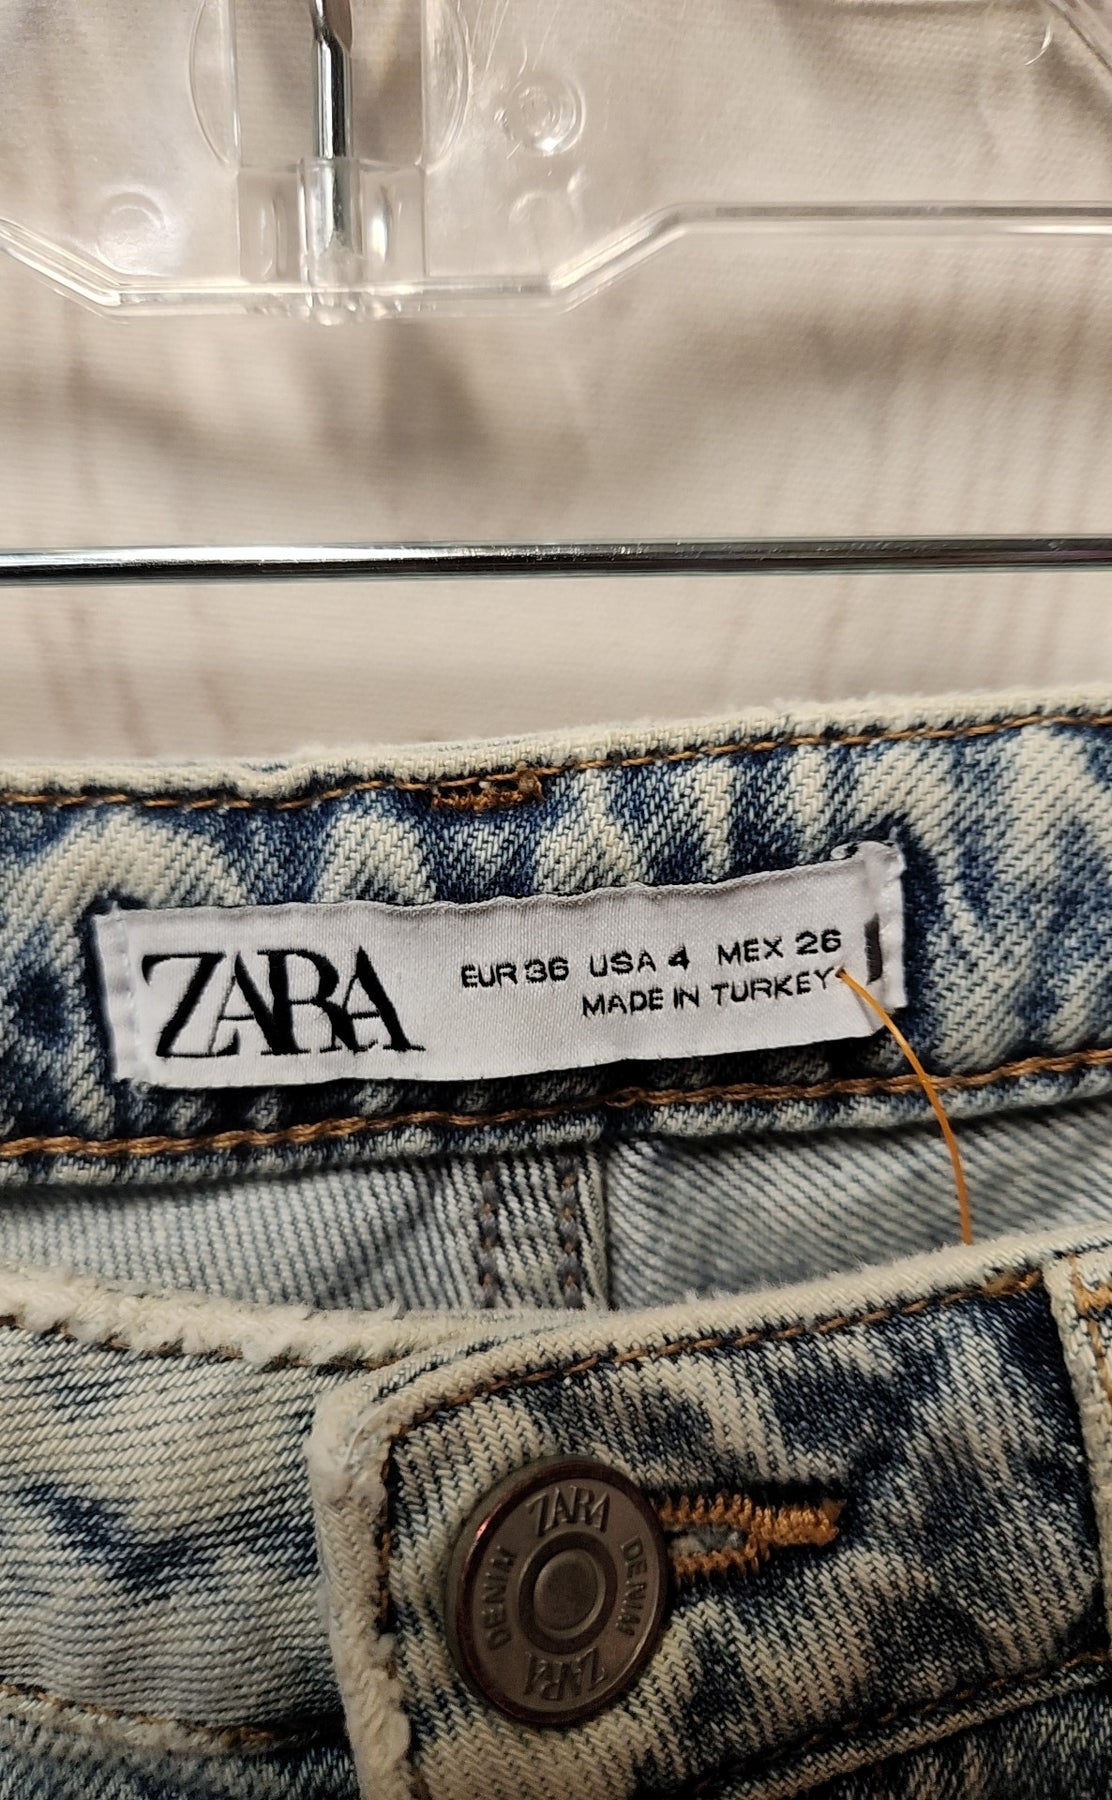 ZARA
EUR 36 USA 4 MEX 26
MADE IN TURKEY
ZARA
DENIM
DENIM
ZARA